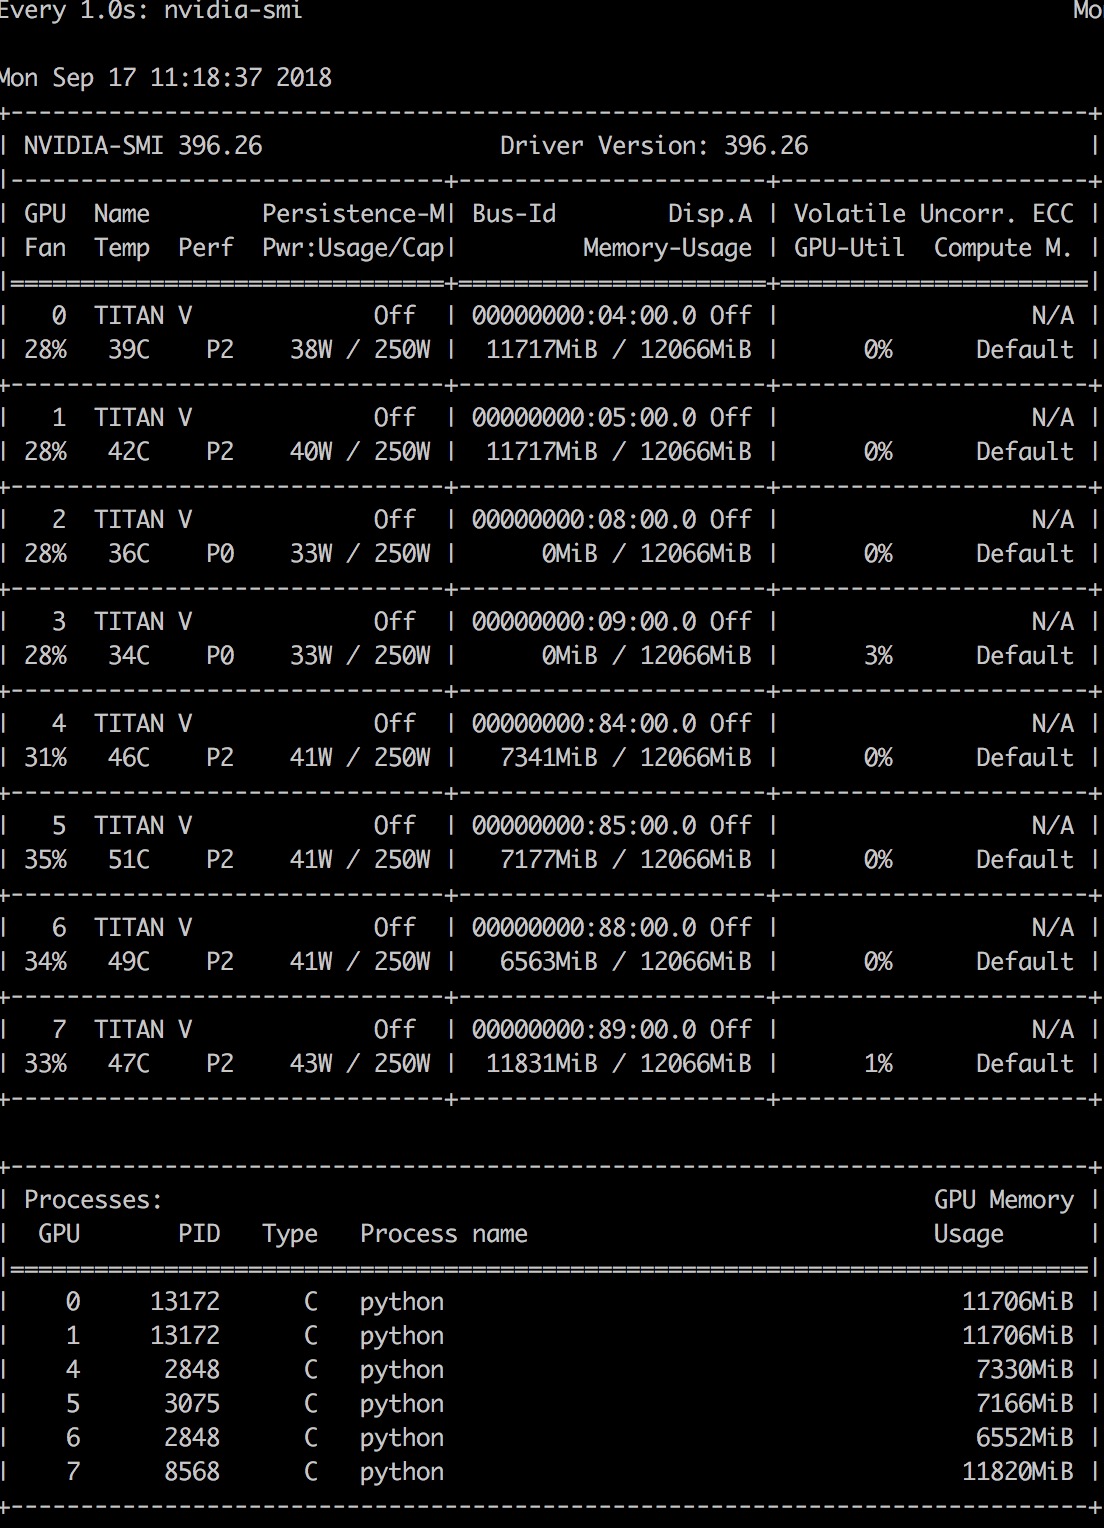 Every 1.0s: nvidia-smi Mo
Mon Sep 17 11:18:37 2018
+-----------------------------------------------------------------------------+
| NVIDIA-SMI 396.26                 Driver Version: 396.26                    |
|-------------------------------+----------------------+----------------------+
| GPU  Name        Persistence-M| Bus-Id        Disp.A | Volatile Uncorr. ECC |
| Fan  Temp  Perf  Pwr:Usage/Cap|         Memory-Usage | GPU-Util  Compute M. |
|===============================+======================+======================|
|   0  TITAN V             Off  | 00000000:04:00.0 Off |                  N/A |
| 28%   39C    P2    38W / 250W |  11717MiB / 12066MiB |      0%      Default |
+-------------------------------+----------------------+----------------------+
|   1  TITAN V             Off  | 00000000:05:00.0 Off |                  N/A |
| 28%   42C    P2    40W / 250W |  11717MiB / 12066MiB |      0%      Default |
+-------------------------------+----------------------+----------------------+
|   2  TITAN V             Off  | 00000000:08:00.0 Off |                  N/A |
| 28%   36C    P0    33W / 250W |      0MiB / 12066MiB |      0%      Default |
+-------------------------------+----------------------+----------------------+
|   3  TITAN V             Off  | 00000000:09:00.0 Off |                  N/A |
| 28%   34C    P0    33W / 250W |      0MiB / 12066MiB |      3%      Default |
+-------------------------------+----------------------+----------------------+
|   4  TITAN V             Off  | 00000000:84:00.0 Off |                  N/A |
| 31%   46C    P2    41W / 250W |   7341MiB / 12066MiB |      0%      Default |
+-------------------------------+----------------------+----------------------+
|   5  TITAN V             Off  | 00000000:85:00.0 Off |                  N/A |
| 35%   51C    P2    41W / 250W |   7177MiB / 12066MiB |      0%      Default |
+-------------------------------+----------------------+----------------------+
|   6  TITAN V             Off  | 00000000:88:00.0 Off |                  N/A |
| 34%   49C    P2    41W / 250W |   6563MiB / 12066MiB |      0%      Default |
+-------------------------------+----------------------+----------------------+
|   7  TITAN V             Off  | 00000000:89:00.0 Off |                  N/A |
| 33%   47C    P2    43W / 250W |  11831MiB / 12066MiB |      1%      Default |
+-------------------------------+----------------------+----------------------+
+-----------------------------------------------------------------------------+
| Processes:                                                       GPU Memory |
|  GPU       PID   Type   Process name                             Usage      |
|=============================================================================|
|    0     13172      C   python                                     11706MiB |
|    1     13172      C   python                                     11706MiB |
|    4      2848      C   python                                      7330MiB |
|    5      3075      C   python                                      7166MiB |
|    6      2848      C   python                                      6552MiB |
|    7      8568      C   python                                     11820MiB |
+-----------------------------------------------------------------------------+